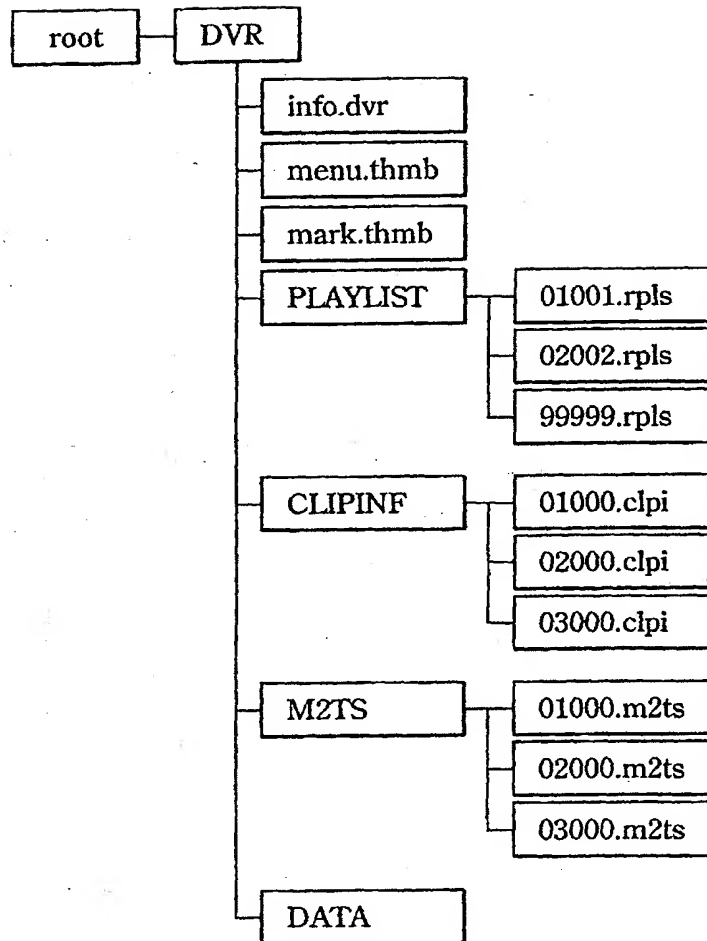 root DVR
info.dvr
menu.thmb
mark.thmb
PLAYLIST 01001.rpls
02002.rpls
99999.rpls
CLIPINF 01000.clpi
02000.clpi
03000.clpi
M2TS 01000.m2ts
02000.m2ts
03000.m2ts
DATA